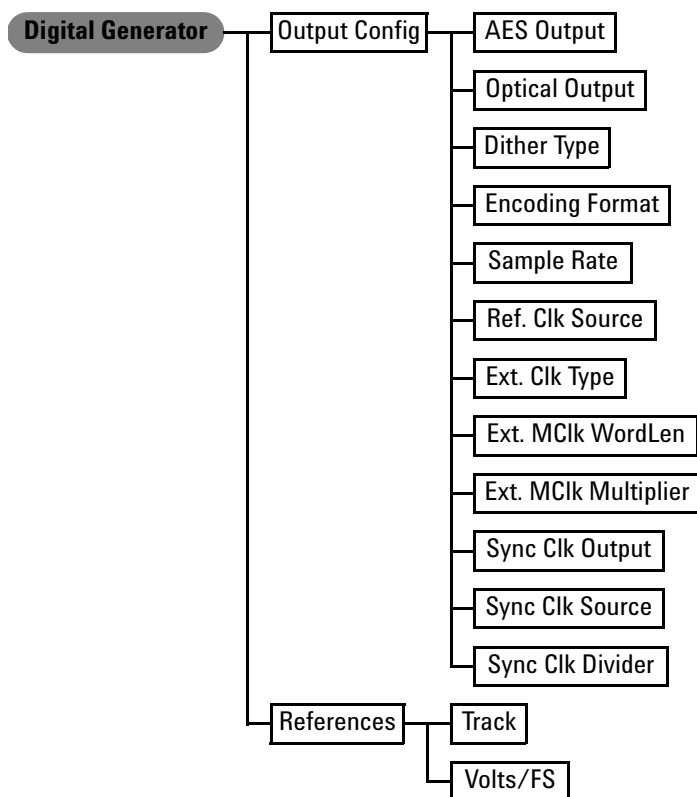 Digital Generator
Output Config
AES Output
Optical Output
Dither Type
Encoding Format
Sample Rate
Ref. Clk Source
Ext. Clk Type
Ext. MClk WordLen
Ext. MClk Multiplier
Sync Clk Output
Sync Clk Source
Sync Clk Divider
References
Track
Volts/FS